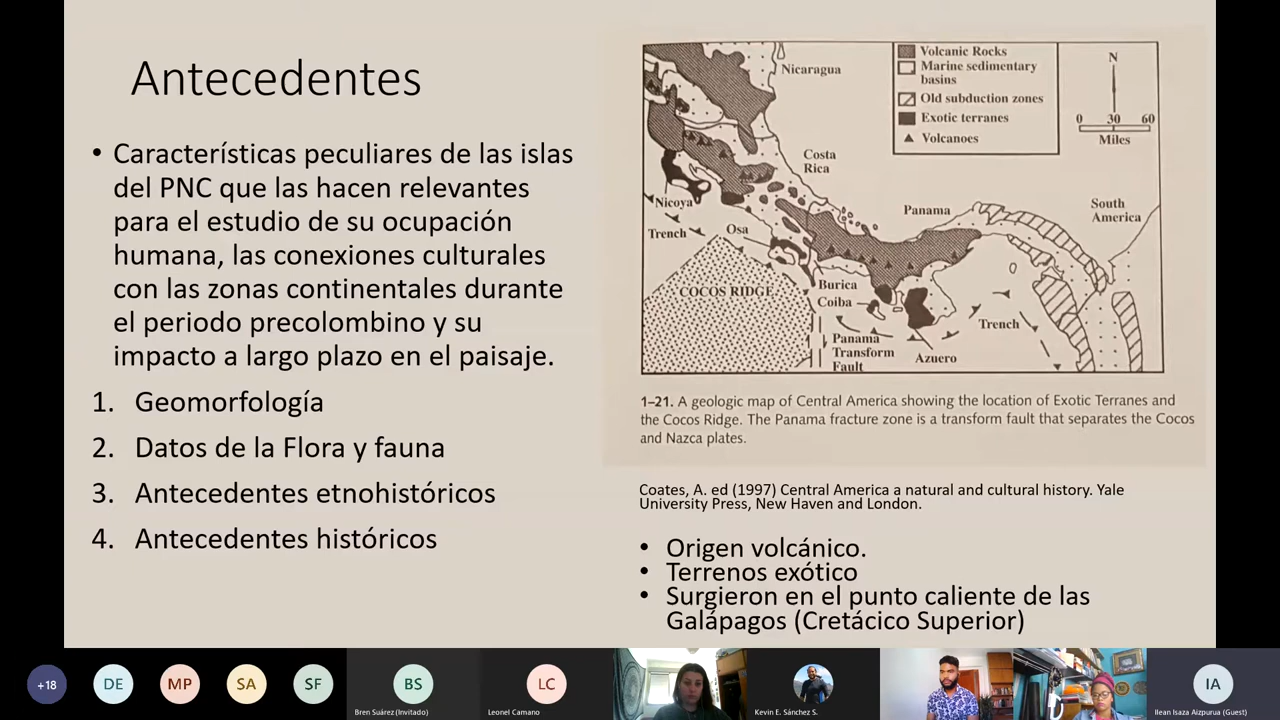 Antecedentes
• Características peculiares de las islas
del PNC que las hacen relevantes
para el estudio de su ocupación
humana, las conexiones culturales
con las zonas continentales durante
el periodo precolombino y su
impacto a largo plazo en el paisaje.
1. Geomorfología
2. Datos de la Flora y fauna
3. Antecedentes etnohistóricos
4. Antecedentes históricos
Volcanic Rocks
Marine sedimentary
basins
Old subduction zones
Exotic terranes
Volcanoes
N
0 30 60
Miles
Nicaragua
Costa
Rica
Nicoya
Trench
Osa
Panama
South
America
COCOS RIDGE
Burica
Coiba
Panama
Transform
Fault
Azuero
Trench
1–21. A geologic map of Central America showing the location of Exotic Terranes and
the Cocos Ridge. The Panama fracture zone is a transform fault that separates the Cocos
and Nazca plates.
Coates, A. ed (1997) Central America a natural and cultural history. Yale
University Press, New Haven and London.
• Origen volcánico.
• Terrenos exótico
• Surgieron en el punto caliente de las
Galápagos (Cretácico Superior)
+18
DE
MP
SA
SF
BS
Bren Suárez (Invitado)
LC
Leonel Camano
Kevin E. Sánchez S.
IA
Ilean Isaza Aizpurua (Guest)